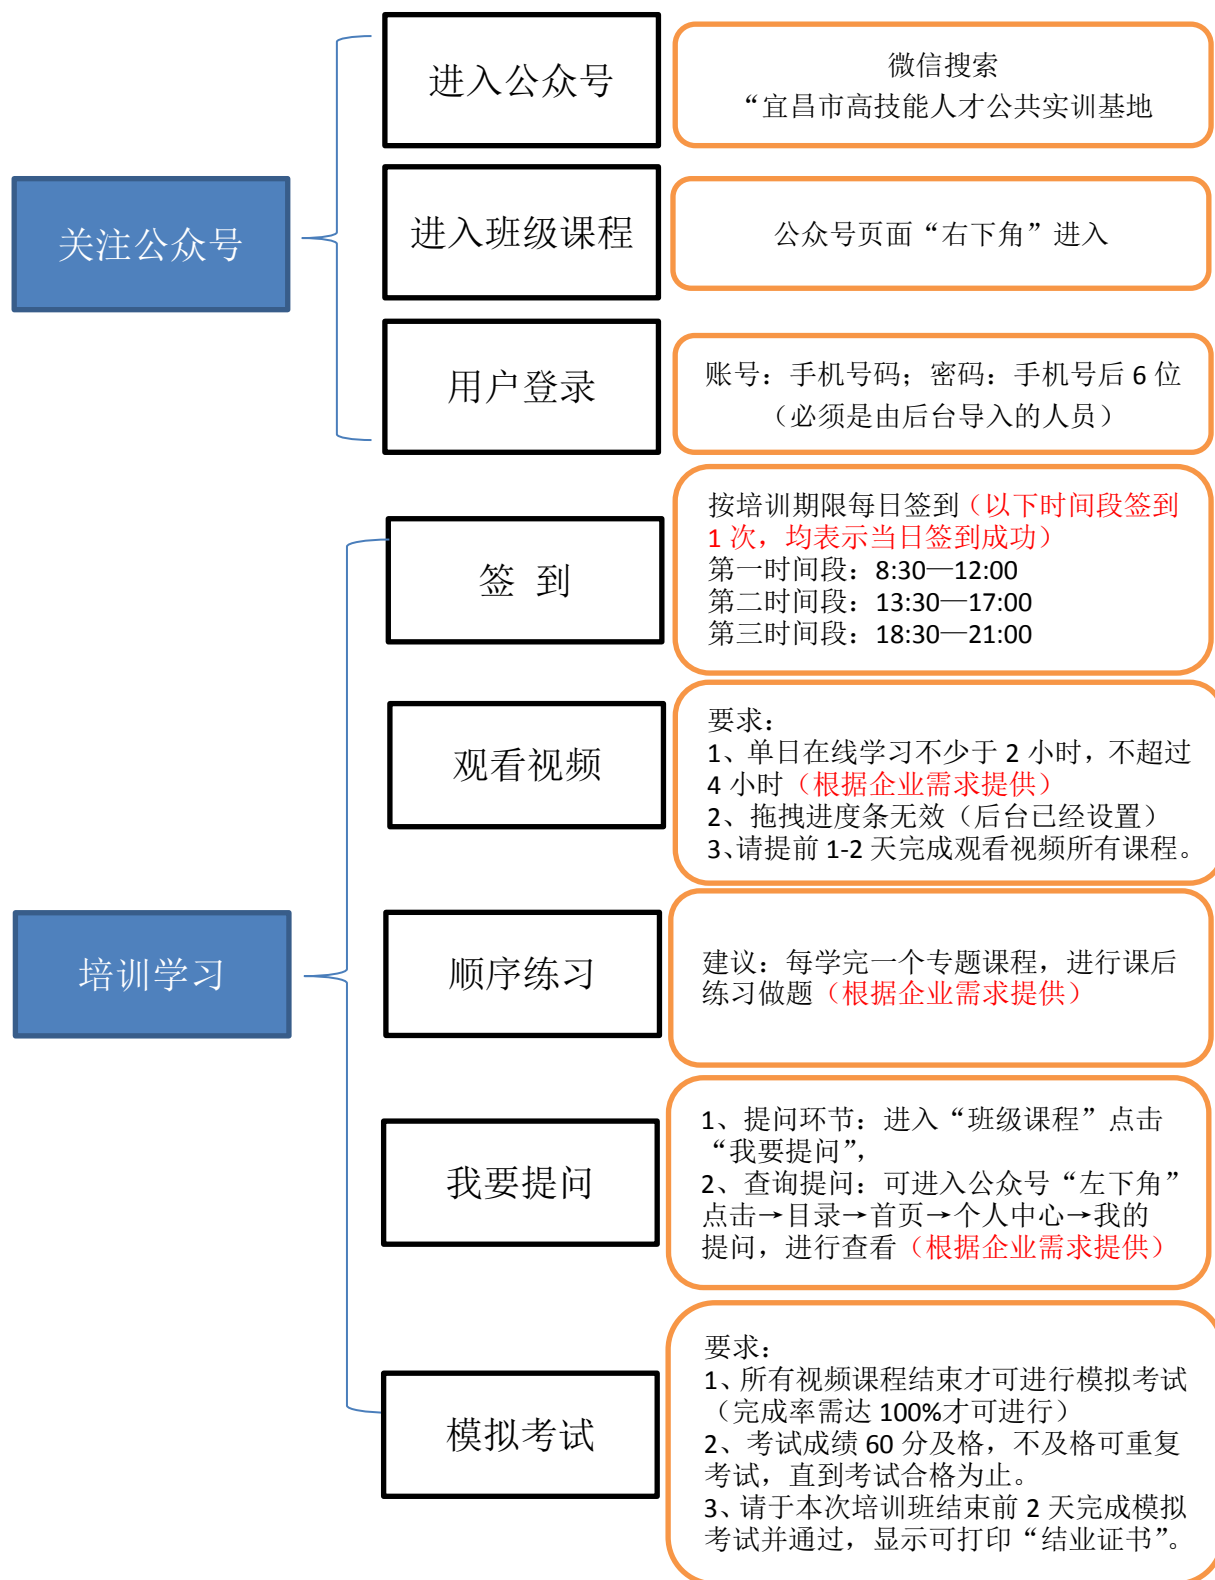 关注公众号
进入公众号
微信搜索
“宜昌市高技能人才公共实训基地
进入班级课程
公众号页面“右下角”进入
用户登录
账号：手机号码；密码：手机号后 6 位
（必须是由后台导入的人员）
培训学习
签 到
按培训期限每日签到（以下时间段签到
1 次，均表示当日签到成功）
第一时间段：8:30—12:00
第二时间段：13:30—17:00
第三时间段：18:30—21:00
观看视频
要求：
1、单日在线学习不少于 2 小时，不超过
4 小时（根据企业需求提供）
2、拖拽进度条无效（后台已经设置）
3、请提前 1-2 天完成观看视频所有课程。
顺序练习
建议：每学完一个专题课程，进行课后
练习做题（根据企业需求提供）
我要提问
1、提问环节：进入“班级课程”点击
“我要提问”，
2、查询提问：可进入公众号“左下角”
点击→目录→首页→个人中心→我的
提问，进行查看（根据企业需求提供）
模拟考试
要求：
1、所有视频课程结束才可进行模拟考试
（完成率需达 100%才可进行）
2、考试成绩 60 分及格，不及格可重复
考试，直到考试合格为止。
3、请于本次培训班结束前 2 天完成模拟
考试并通过，显示可打印“结业证书”。